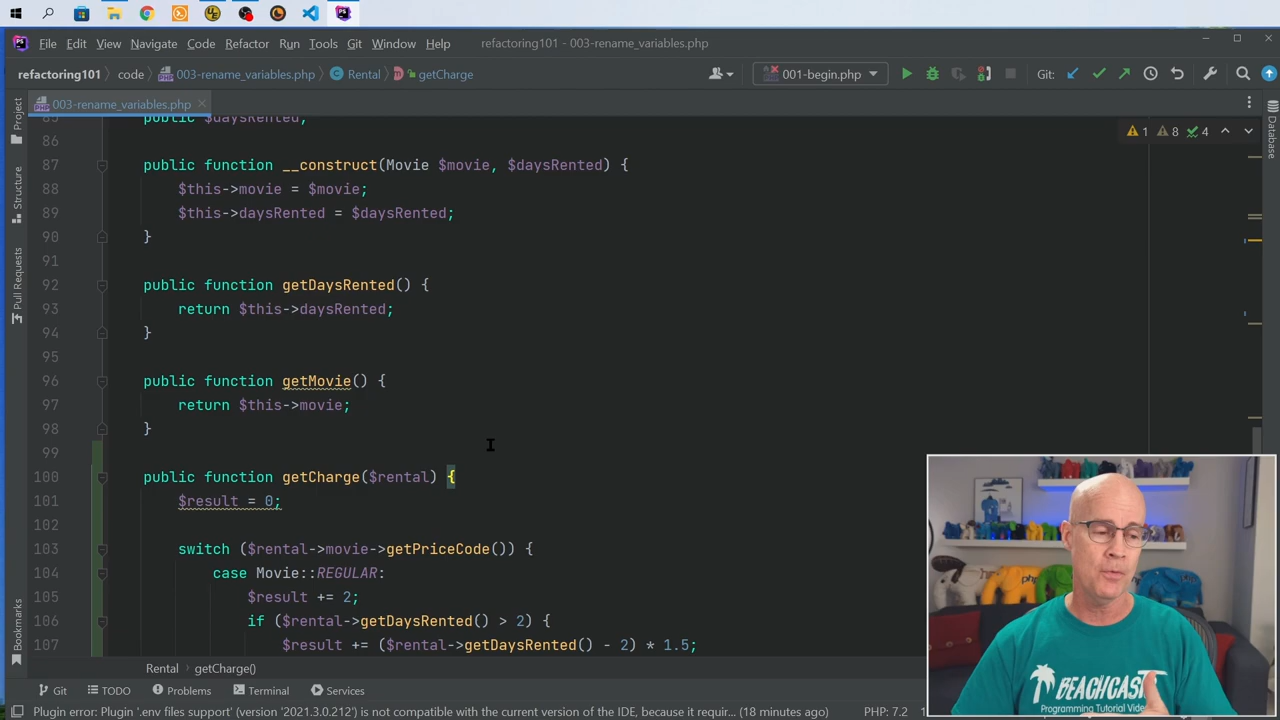 File Edit View Navigate Code Refactor Run Tools Git Window Help refactoring101 - 003-rename_variables.php
refactoring101 code 003-rename_variables.php Rental getCharge 001-begin.php Git:
003-rename_variables.php
Project
Structure
Pull Requests
Bookmarks
Database
1 8 4
85 public $daysRented;
86
87 public function __construct(Movie $movie, $daysRented) {
88 $this->movie = $movie;
89 $this->daysRented = $daysRented;
90 }
91
92 public function getDaysRented() {
93 return $this->daysRented;
94 }
95
96 public function getMovie() {
97 return $this->movie;
98 }
99
100 public function getCharge($rental) {
101 $result = 0;
102
103 switch ($rental->movie->getPriceCode()) {
104 case Movie::REGULAR:
105 $result += 2;
106 if ($rental->getDaysRented() > 2) {
107 $result += ($rental->getDaysRented() - 2) * 1.5;
Rental getCharge()
Git TODO Problems Terminal Services
Plugin error: Plugin '.env files support' (version '2021.3.0.212') is not compatible with the current version of the IDE, because it requir... (18 minutes ago) PHP: 7.2
BEACHCASTS
Programming Tutorial Videos